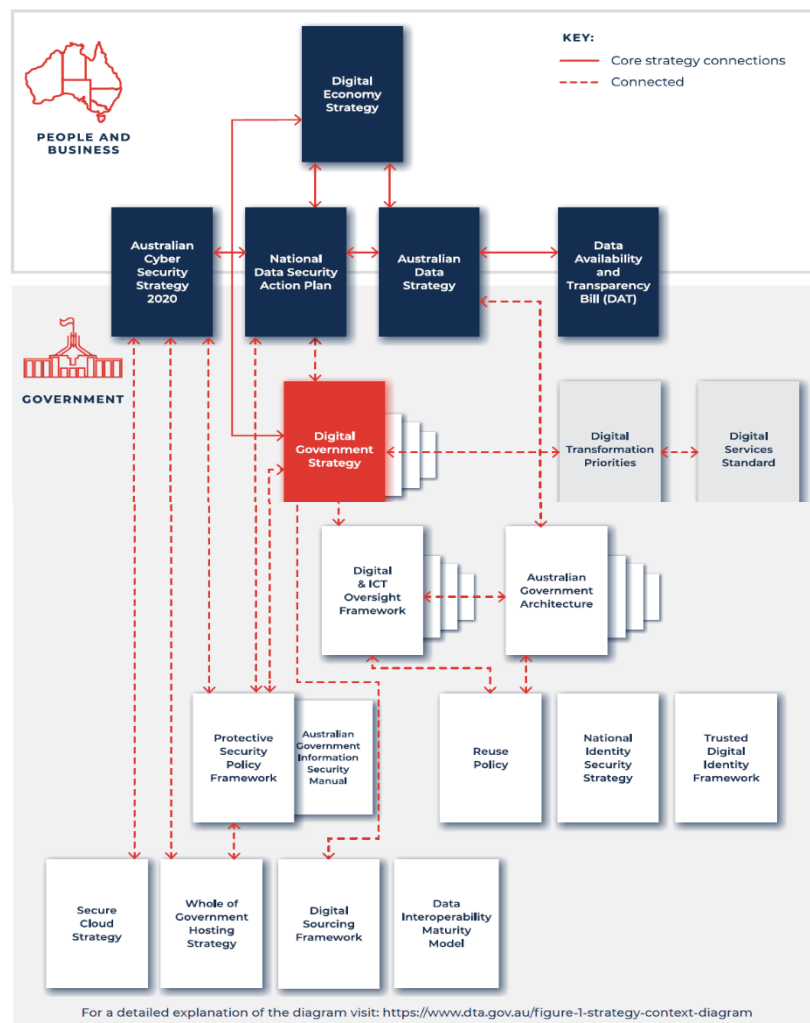 KEY:
Core strategy connections
Connected
PEOPLE AND
BUSINESS
Digital
Economy
Strategy
Australian
Cyber
Security
Strategy
2020
National
Data Security
Action Plan
Australian
Data
Strategy
Data
Availability
and
Transparency
Bill (DAT)
GOVERNMENT
Digital
Government
Strategy
Digital
Transformation
Priorities
Digital
Services
Standard
Digital
& ICT
Oversight
Framework
Australian
Government
Architecture
Protective
Security
Policy
Framework
Australian
Government
Information
Security
Manual
Reuse
Policy
National
Identity
Security
Strategy
Trusted
Digital
Identity
Framework
Secure
Cloud
Strategy
Whole of
Government
Hosting
Strategy
Digital
Sourcing
Framework
Data
Interoperability
Maturity
Model
For a detailed explanation of the diagram visit: https://www.dta.gov.au/figure-1-strategy-context-diagram